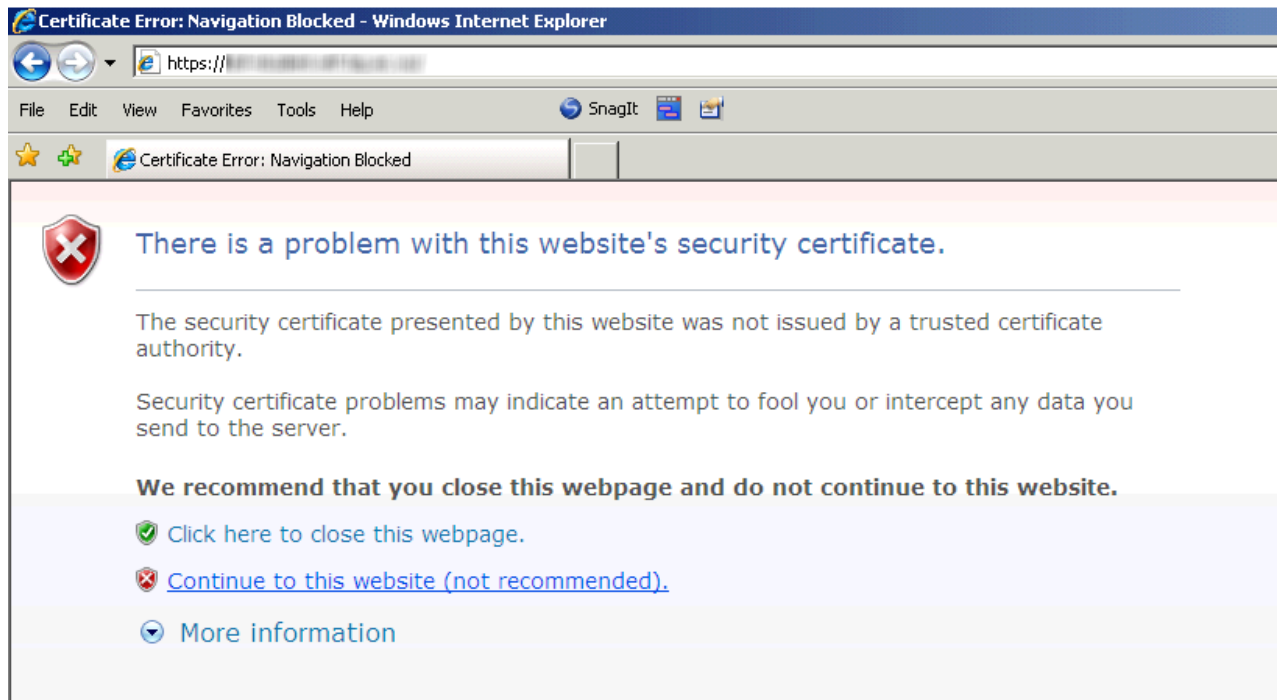 Certificate Error: Navigation Blocked - Windows Internet Explorer
https://
File Edit View Favorites Tools Help SnagIt
Certificate Error: Navigation Blocked
There is a problem with this website's security certificate.
The security certificate presented by this website was not issued by a trusted certificate
authority.
Security certificate problems may indicate an attempt to fool you or intercept any data you
send to the server.
We recommend that you close this webpage and do not continue to this website.
Click here to close this webpage.
Continue to this website (not recommended).
More information